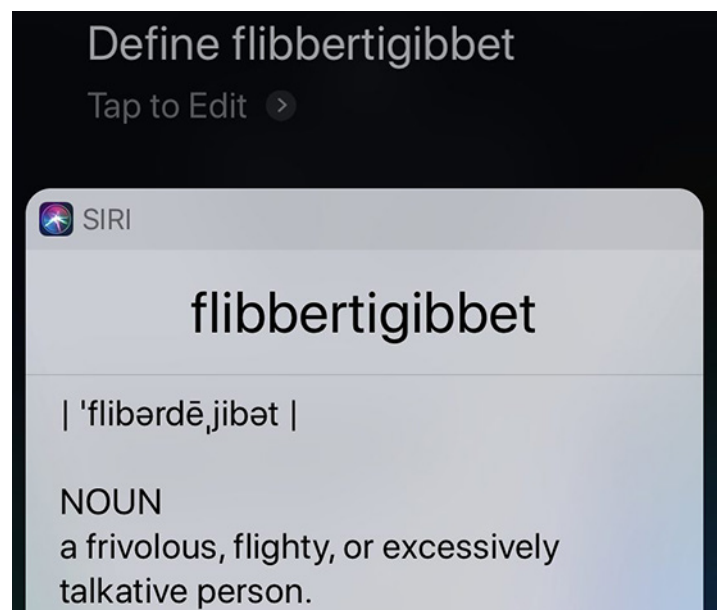 Define flibbertigibbet
Tap to Edit
SIRI
flibbertigibbet
| ˈflibərdēˌjibət |
NOUN
a frivolous, flighty, or excessively
talkative person.